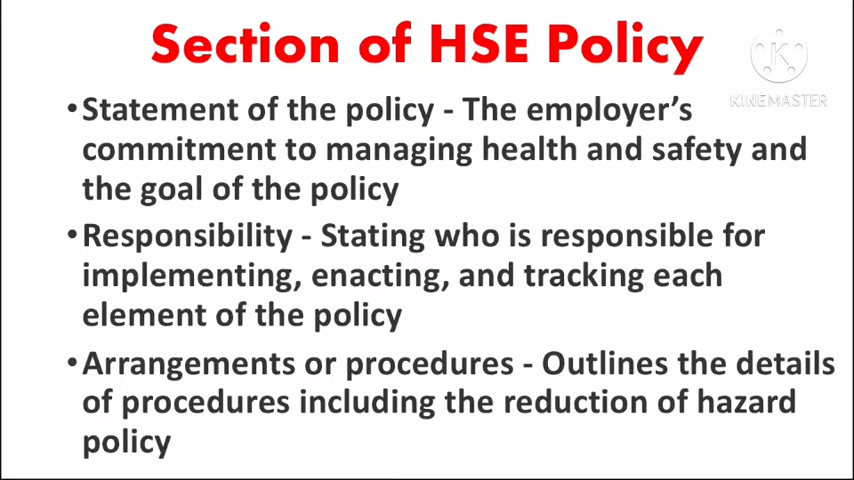 Section of HSE Policy
K
KINEMASTER
•Statement of the policy - The employer's
commitment to managing health and safety and
the goal of the policy
•Responsibility - Stating who is responsible for
implementing, enacting, and tracking each
element of the policy
•Arrangements or procedures - Outlines the details
of procedures including the reduction of hazard
policy